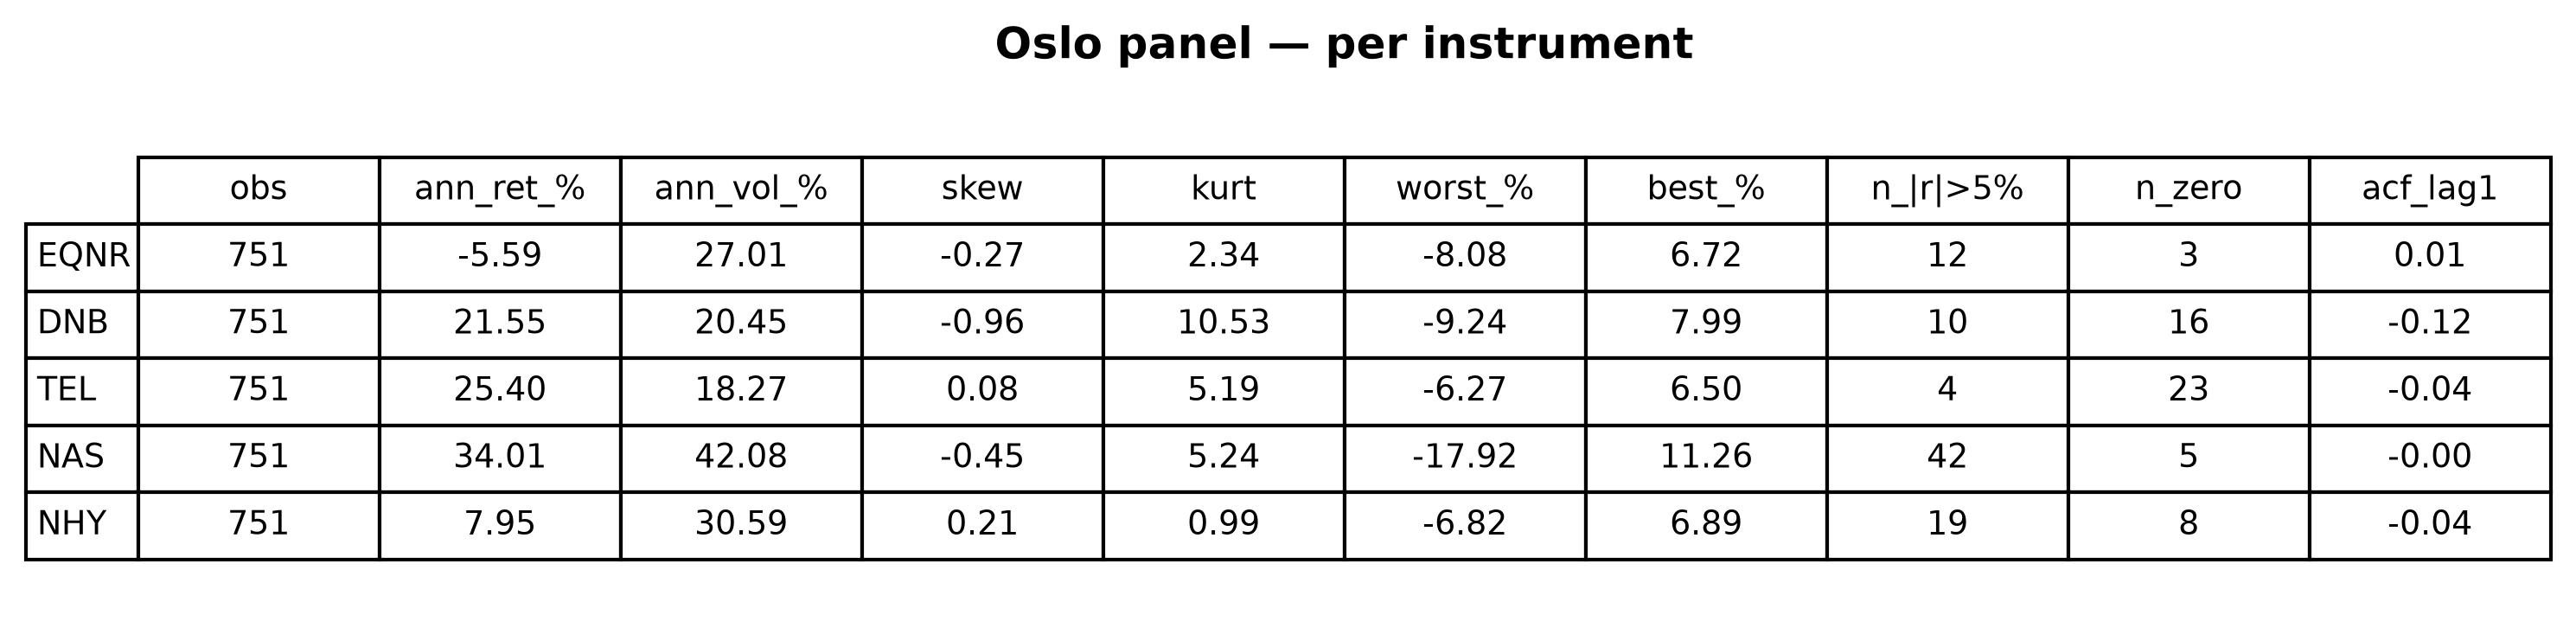 Oslo panel — per instrument
obs ann_ret_% ann_vol_% skew kurt worst_% best_% n_|r|>5% n_zero acf_lag1
EQNR 751 -5.59 27.01 -0.27 2.34 -8.08 6.72 12 3 0.01
DNB 751 21.55 20.45 -0.96 10.53 -9.24 7.99 10 16 -0.12
TEL 751 25.40 18.27 0.08 5.19 -6.27 6.50 4 23 -0.04
NAS 751 34.01 42.08 -0.45 5.24 -17.92 11.26 42 5 -0.00
NHY 751 7.95 30.59 0.21 0.99 -6.82 6.89 19 8 -0.04